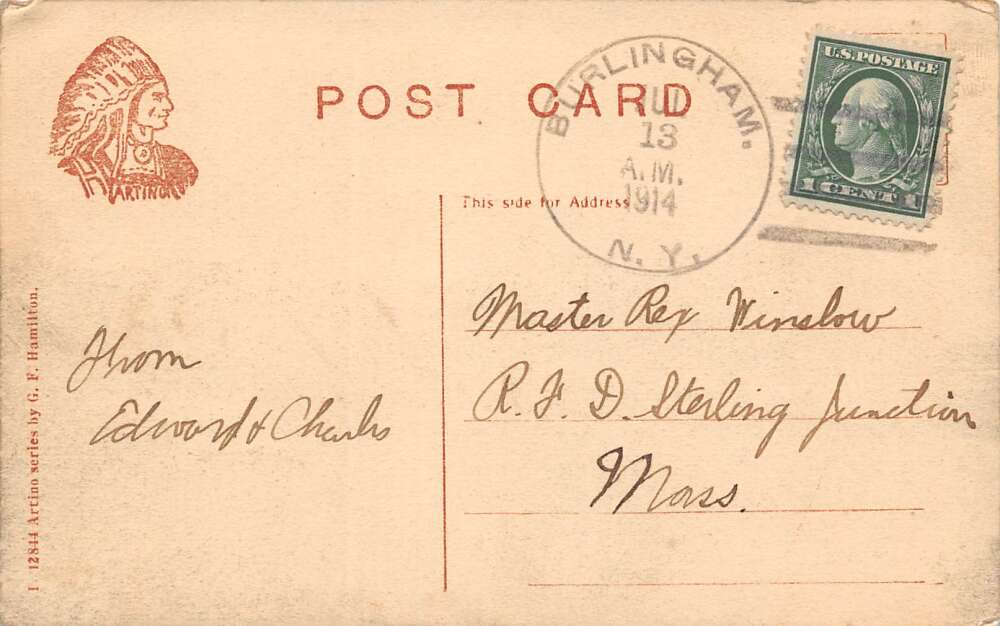 POST CARD
BURLINGHAM.
JUL
13
A.M.
1914
N. Y.
U.S. POSTAGE
1 CENT 1
ARTINO
This side for Address
Master Rex Winslow
R. F. D. Sterling Junction
Mass.
From
Edward & Charles
I 12844 Artino series by G. F. Hamilton.